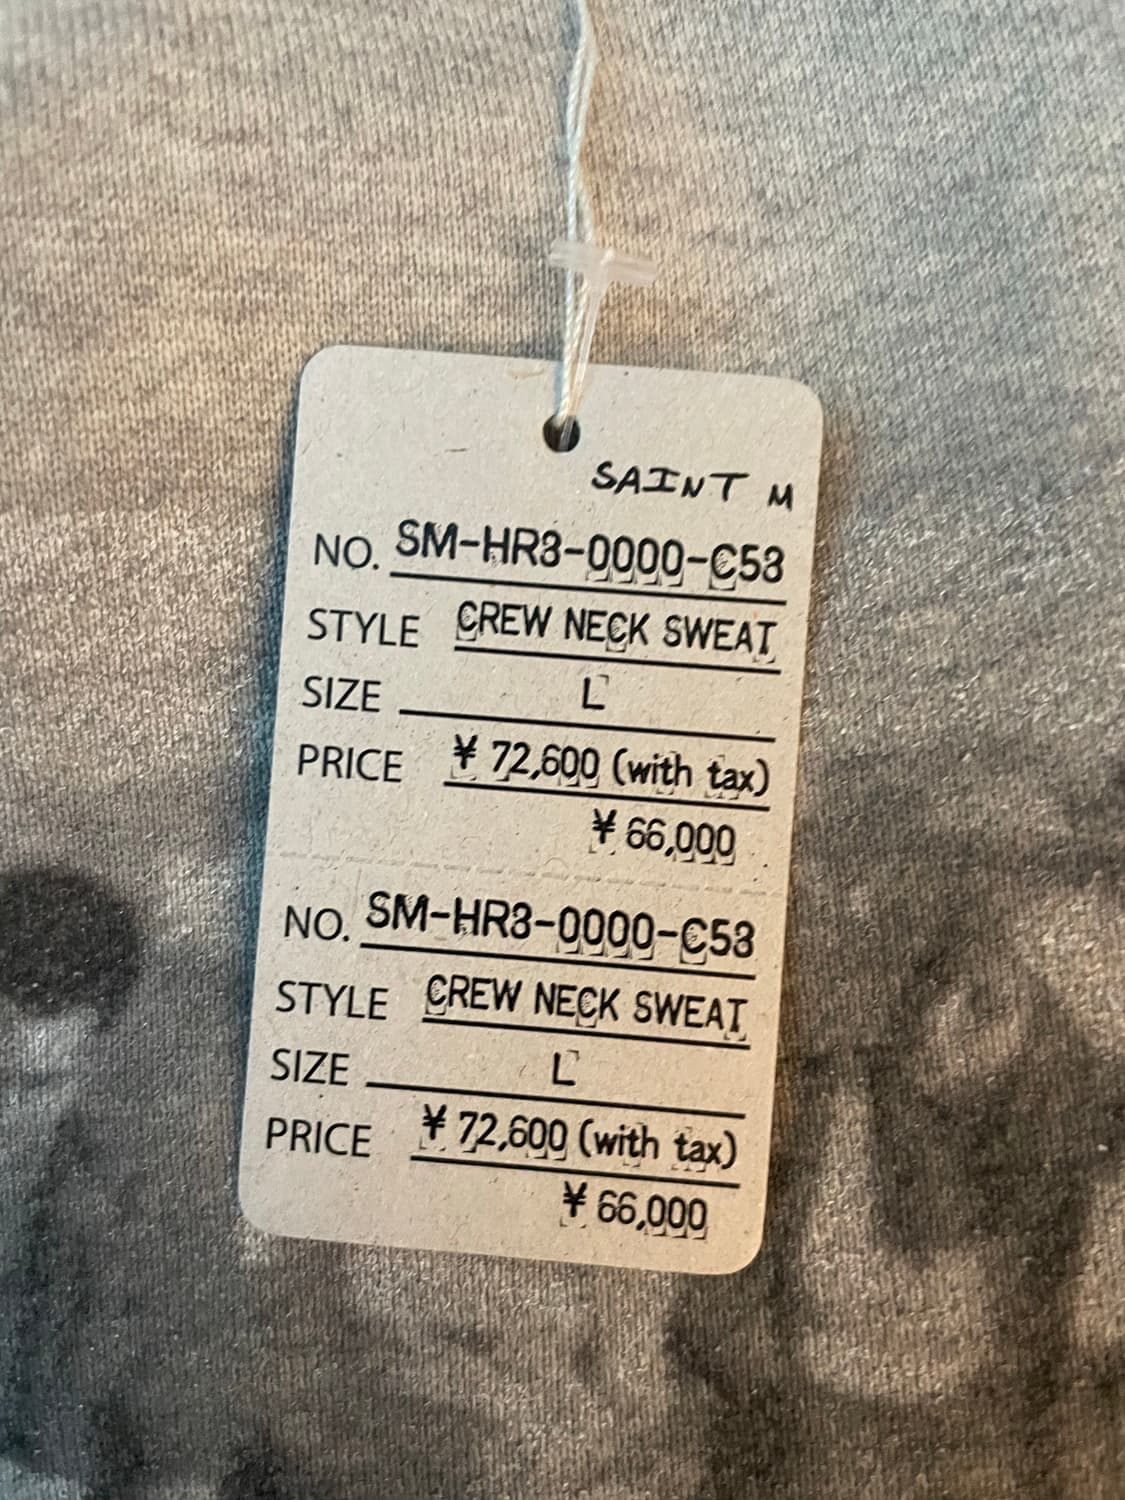 SAINT M
NO. SM-HR3-0000-C53
STYLE CREW NECK SWEAT
SIZE L
PRICE ¥ 72,600 (with tax)
¥ 66,000
NO. SM-HR3-0000-C53
STYLE CREW NECK SWEAT
SIZE L
PRICE ¥ 72,600 (with tax)
¥ 66,000